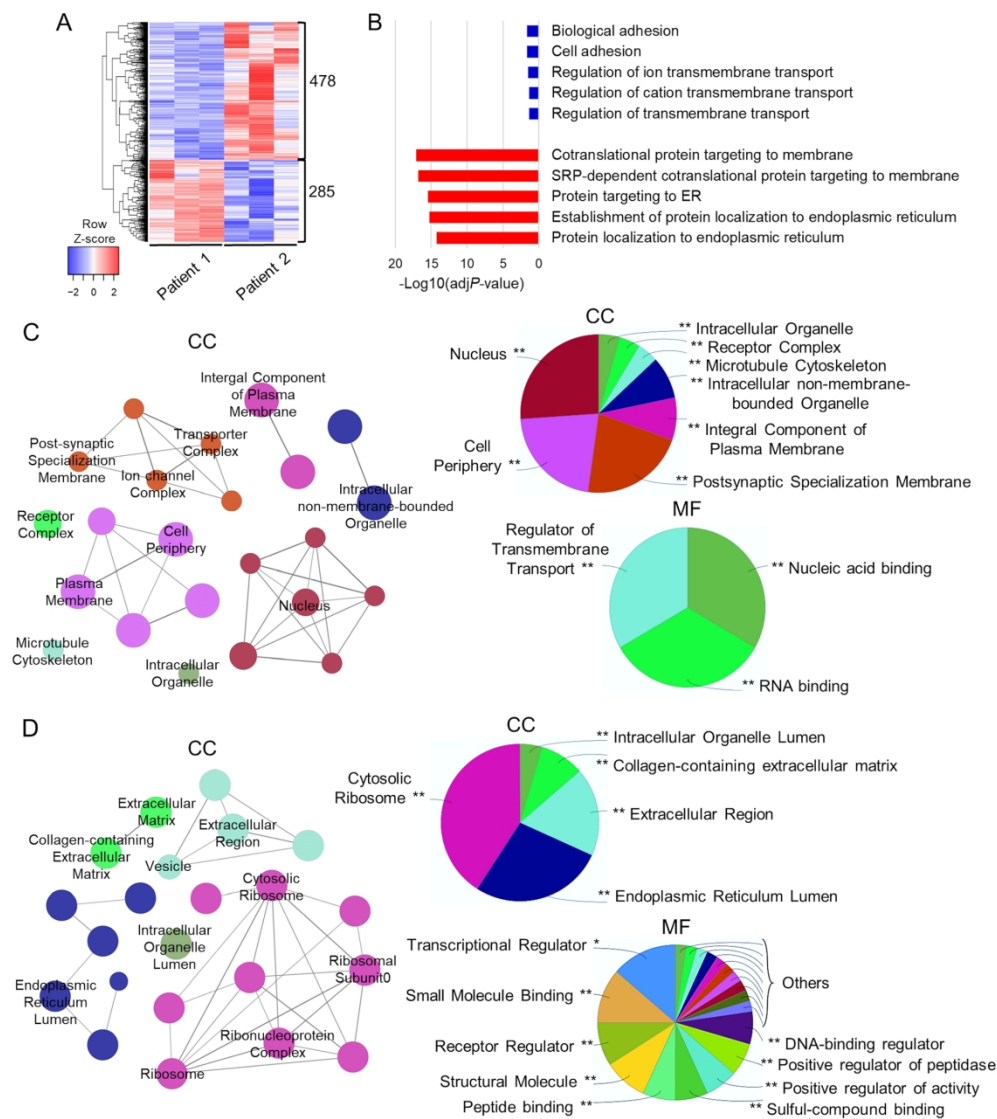 A
478
285
Row
Z-score
−2 0 2
Patient 1
Patient 2
B
Biological adhesion
Cell adhesion
Regulation of ion transmembrane transport
Regulation of cation transmembrane transport
Regulation of transmembrane transport
Cotranslational protein targeting to membrane
SRP-dependent cotranslational protein targeting to membrane
Protein targeting to ER
Establishment of protein localization to endoplasmic reticulum
Protein localization to endoplasmic reticulum
20 15 10 5 0
-Log10(adjP-value)
C
CC
Intergal Component
of Plasma
Membrane
Post-synaptic
Specialization
Membrane
Transporter
Complex
Ion channel
Complex
Intracellular
non-membrane-bounded
Organelle
Receptor
Complex
Cell
Periphery
Plasma
Membrane
Nucleus
Microtubule
Cytoskeleton
Intracellular
Organelle
CC
Nucleus **
** Intracellular Organelle
** Receptor Complex
** Microtubule Cytoskeleton
** Intracellular non-membrane-
bounded Organelle
** Integral Component of
Plasma Membrane
Cell
Periphery **
** Postsynaptic Specialization Membrane
MF
Regulator of
Transmembrane
Transport **
** Nucleic acid binding
** RNA binding
D
CC
Extracellular
Matrix
Collagen-containing
Extracellular
Matrix
Extracellular
Region
Vesicle
Cytosolic
Ribosome
Intracellular
Organelle
Lumen
Ribosomal
Subunit0
Endoplasmic
Reticulum
Lumen
Ribonucleoprotein
Complex
Ribosome
CC
Cytosolic
Ribosome **
** Intracellular Organelle Lumen
** Collagen-containing extracellular matrix
** Extracellular Region
** Endoplasmic Reticulum Lumen
MF
Transcriptional Regulator *
Small Molecule Binding **
Receptor Regulator **
Structural Molecule **
Peptide binding **
Others
** DNA-binding regulator
** Positive regulator of peptidase
** Positive regulator of activity
** Sulful-compound binding